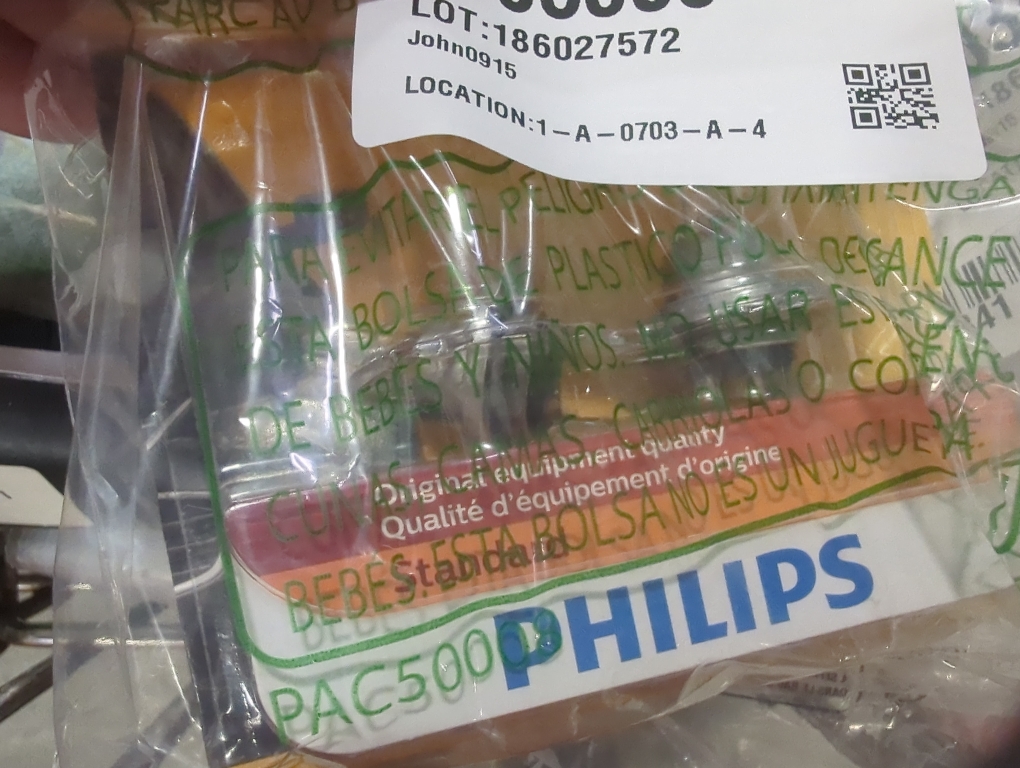 LOT:186027572
John0915
LOCATION:1-A-0703-A-4
PARA EVITAR EL PELIGRO
ESTA BOLSA DE PLASTICO
DE BEBES Y NIÑOS. NO USAR
CUNAS, CAMAS, CARRIOLAS O
BEBES. ESTA BOLSA NO ES UN JUGUETE
PAC5000
Original equipment quality
Qualité d'équipement d'origine
Standard
PHILIPS